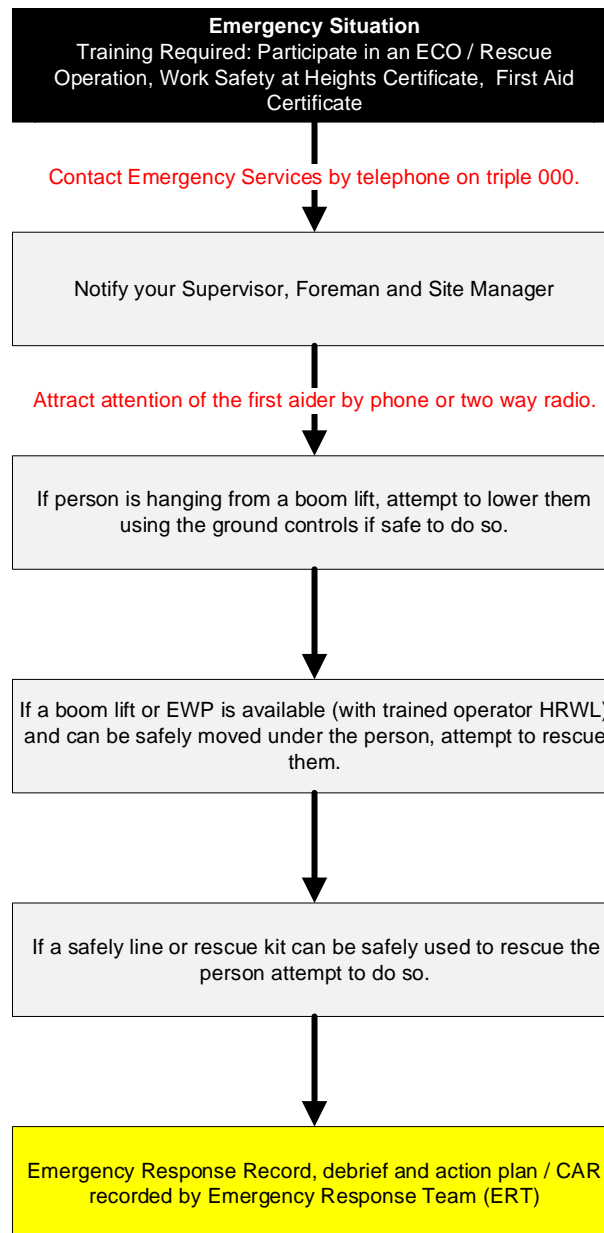 Emergency Situation
Training Required: Participate in an ECO / Rescue
Operation, Work Safety at Heights Certificate, First Aid
Certificate
Contact Emergency Services by telephone on triple 000.
Notify your Supervisor, Foreman and Site Manager
Attract attention of the first aider by phone or two way radio.
If person is hanging from a boom lift, attempt to lower them
using the ground controls if safe to do so.
If a boom lift or EWP is available (with trained operator HRWL)
and can be safely moved under the person, attempt to rescue
them.
If a safely line or rescue kit can be safely used to rescue the
person attempt to do so.
Emergency Response Record, debrief and action plan / CAR
recorded by Emergency Response Team (ERT)